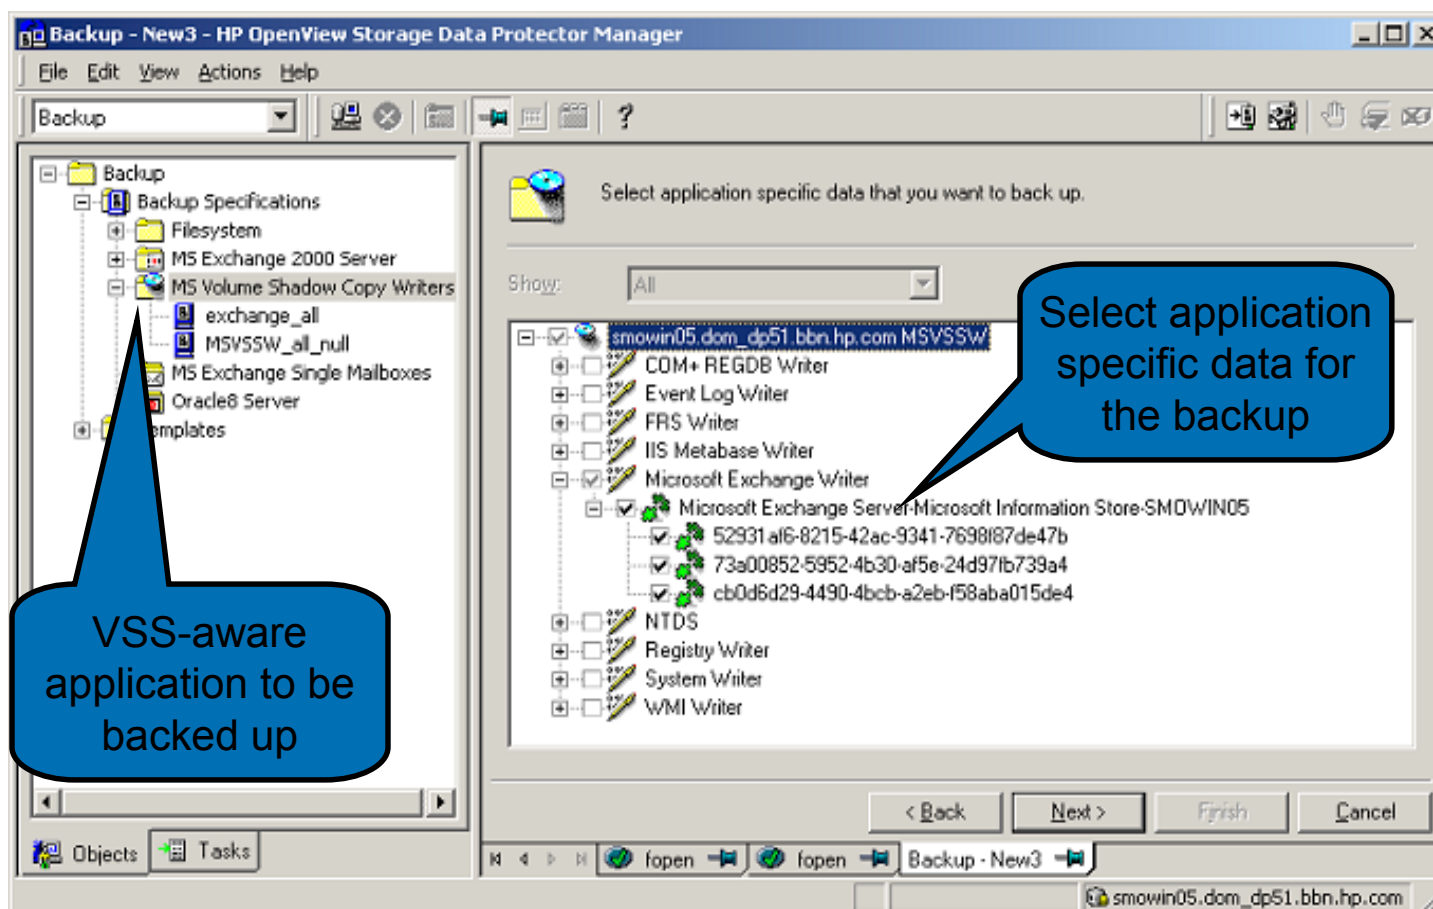 Backup - New3 - HP OpenView Storage Data Protector Manager
File Edit View Actions Help
Backup
Backup
Backup Specifications
Filesystem
MS Exchange 2000 Server
MS Volume Shadow Copy Writers
exchange_all
MSVSSW_all_null
MS Exchange Single Mailboxes
Oracle8 Server
emplates
VSS-aware
application to be
backed up
Objects
Tasks
Select application specific data that you want to back up.
Show:
All
smowin05.dom_dp51.bbn.hp.com MSVSSW
COM+ REGDB Writer
Event Log Writer
FRS Writer
IIS Metabase Writer
Microsoft Exchange Writer
Microsoft Exchange Server-Microsoft Information Store-SMOWIN05
52931af6-8215-42ac-9341-7698f87de47b
73a00852-5952-4b30-af5e-24d97fb739a4
cb0d6d29-4490-4bcb-a2eb-f58aba015de4
NTDS
Registry Writer
System Writer
WMI Writer
Select application
specific data for
the backup
< Back
Next >
Finish
Cancel
fopen
fopen
Backup - New3
smowin05.dom_dp51.bbn.hp.com